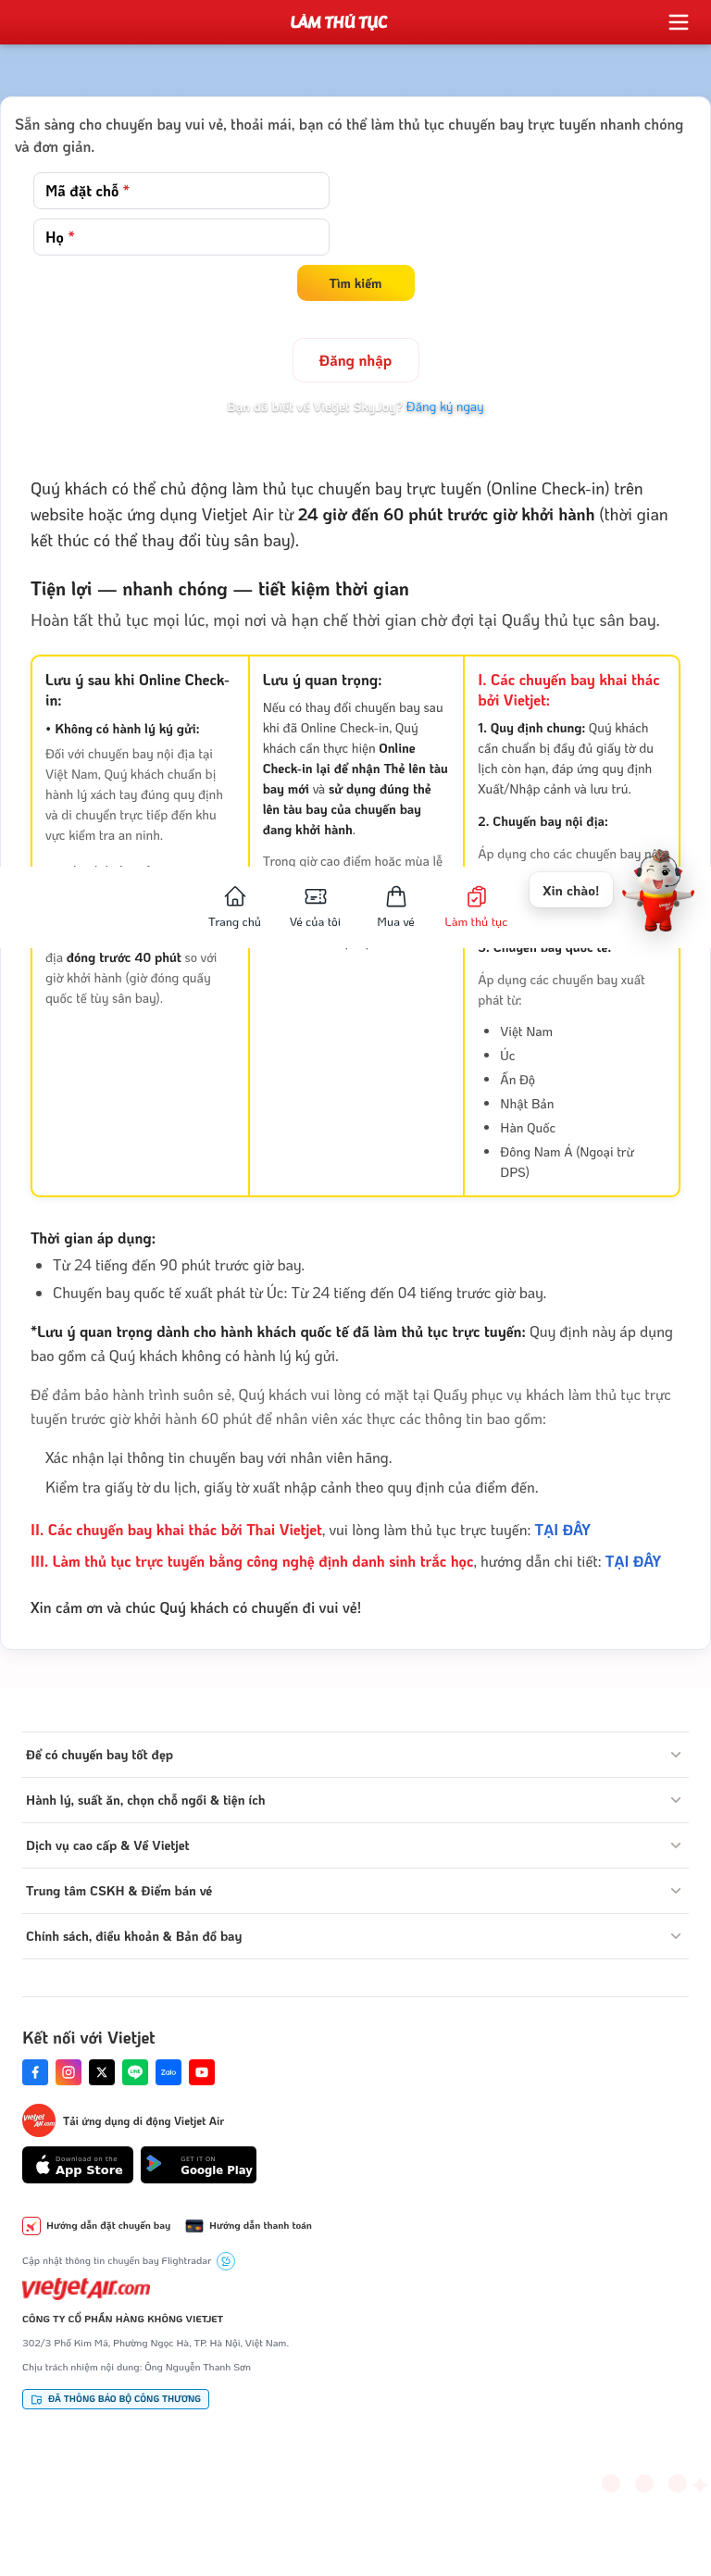 LÀM THỦ TỤC
Sẵn sàng cho chuyến bay vui vẻ, thoải mái, bạn có thể làm thủ tục chuyến bay trực tuyến nhanh chóng
và đơn giản.
Mã đặt chỗ *
Họ *
Tìm kiếm
Đăng nhập
Bạn đã biết về Vietjet SkyJoy? Đăng ký ngay
Quý khách có thể chủ động làm thủ tục chuyến bay trực tuyến (Online Check-in) trên
website hoặc ứng dụng Vietjet Air từ 24 giờ đến 60 phút trước giờ khởi hành (thời gian
kết thúc có thể thay đổi tùy sân bay).
Tiện lợi — nhanh chóng — tiết kiệm thời gian
Hoàn tất thủ tục mọi lúc, mọi nơi và hạn chế thời gian chờ đợi tại Quầy thủ tục sân bay.
Lưu ý sau khi Online Check-
in:
• Không có hành lý ký gửi:
Đối với chuyến bay nội địa tại
Việt Nam, Quý khách chuẩn bị
hành lý xách tay đúng quy định
và di chuyển trực tiếp đến khu
vực kiểm tra an ninh.
địa đóng trước 40 phút so với
giờ khởi hành (giờ đóng quầy
quốc tế tùy sân bay).
Lưu ý quan trọng:
Nếu có thay đổi chuyến bay sau
khi đã Online Check-in, Quý
khách cần thực hiện Online
Check-in lại để nhận Thẻ lên tàu
bay mới và sử dụng đúng thẻ
lên tàu bay của chuyến bay
đang khởi hành.
Trong giờ cao điểm hoặc mùa lễ
I. Các chuyến bay khai thác
bởi Vietjet:
1. Quy định chung: Quý khách
cần chuẩn bị đầy đủ giấy tờ du
lịch còn hạn, đáp ứng quy định
Xuất/Nhập cảnh và lưu trú.
2. Chuyến bay nội địa:
Áp dụng cho các chuyến bay nội
3. Chuyến bay quốc tế:
Áp dụng các chuyến bay xuất
phát từ:
Việt Nam
Úc
Ấn Độ
Nhật Bản
Hàn Quốc
Đông Nam Á (Ngoại trừ
DPS)
Trang chủ
Vé của tôi
Mua vé
Làm thủ tục
Xin chào!
Thời gian áp dụng:
Từ 24 tiếng đến 90 phút trước giờ bay.
Chuyến bay quốc tế xuất phát từ Úc: Từ 24 tiếng đến 04 tiếng trước giờ bay.
*Lưu ý quan trọng dành cho hành khách quốc tế đã làm thủ tục trực tuyến: Quy định này áp dụng
bao gồm cả Quý khách không có hành lý ký gửi.
Để đảm bảo hành trình suôn sẻ, Quý khách vui lòng có mặt tại Quầy phục vụ khách làm thủ tục trực
tuyến trước giờ khởi hành 60 phút để nhân viên xác thực các thông tin bao gồm:
Xác nhận lại thông tin chuyến bay với nhân viên hãng.
Kiểm tra giấy tờ du lịch, giấy tờ xuất nhập cảnh theo quy định của điểm đến.
II. Các chuyến bay khai thác bởi Thai Vietjet, vui lòng làm thủ tục trực tuyến: TẠI ĐÂY
III. Làm thủ tục trực tuyến bằng công nghệ định danh sinh trắc học, hướng dẫn chi tiết: TẠI ĐÂY
Xin cảm ơn và chúc Quý khách có chuyến đi vui vẻ!
Để có chuyến bay tốt đẹp
Hành lý, suất ăn, chọn chỗ ngồi & tiện ích
Dịch vụ cao cấp & Về Vietjet
Trung tâm CSKH & Điểm bán vé
Chính sách, điều khoản & Bản đồ bay
Kết nối với Vietjet
LINE
Zalo
vietjet Air.com
Tải ứng dụng di động Vietjet Air
Download on the
App Store
GET IT ON
Google Play
Hướng dẫn đặt chuyến bay
Hướng dẫn thanh toán
Cập nhật thông tin chuyến bay Flightradar
vietjetAir.com
CÔNG TY CỔ PHẦN HÀNG KHÔNG VIETJET
302/3 Phố Kim Mã, Phường Ngọc Hà, TP. Hà Nội, Việt Nam.
Chịu trách nhiệm nội dung: Ông Nguyễn Thanh Sơn
ĐÃ THÔNG BÁO BỘ CÔNG THƯƠNG